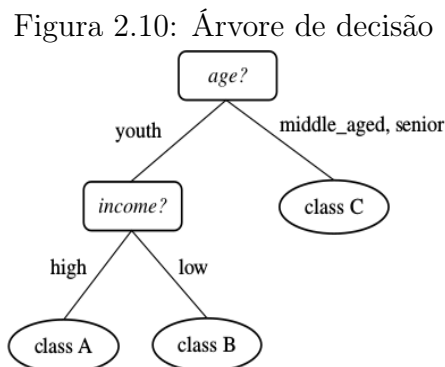 Figura 2.10: Árvore de decisão
age?
youth
middle_aged, senior
income?
class C
high
low
class A
class B